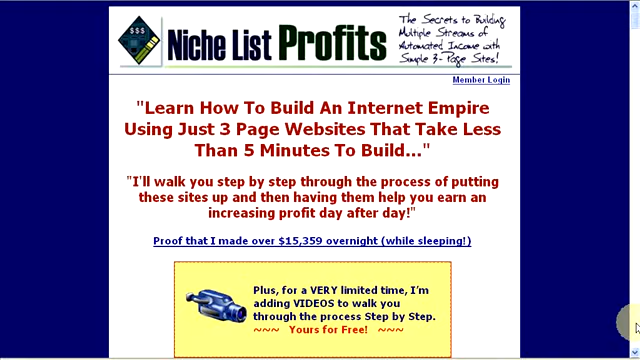 $$$
Niche List Profits
The Secrets to Building
Multiple Streams of
Automated Income with
Simple 3-Page Sites!
Member Login
"Learn How To Build An Internet Empire
Using Just 3 Page Websites That Take Less
Than 5 Minutes To Build..."
"I'll walk you step by step through the process of putting
these sites up and then having them help you earn an
increasing profit day after day!"
Proof that I made over $15,359 overnight (while sleeping!)
Plus, for a VERY limited time, I'm
adding VIDEOS to walk you
through the process Step by Step.
~~~ Yours for Free! ~~~